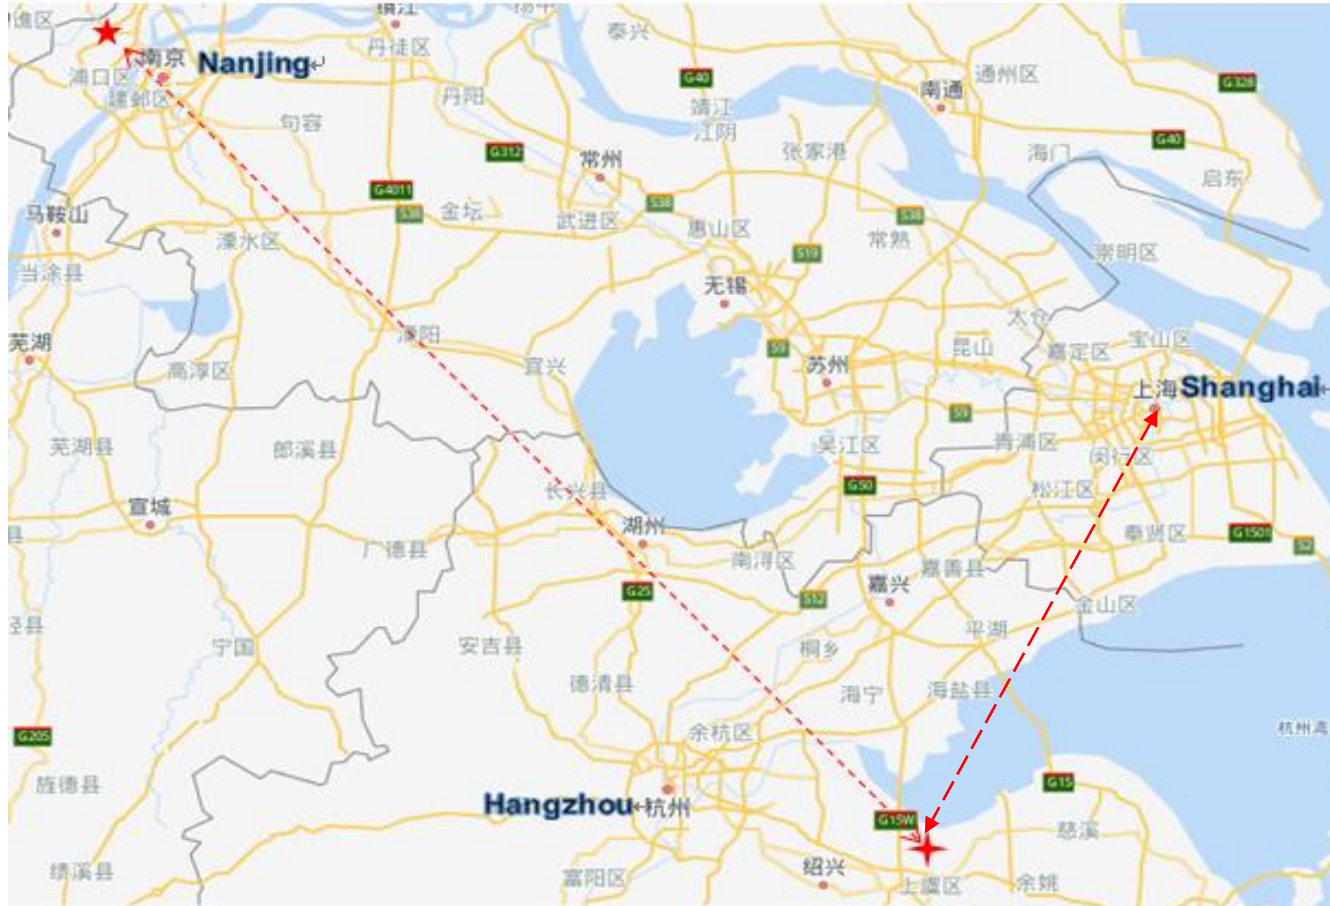 谯区
镇江
扬中
泰兴
丹徒区
南京
Nanjing
浦口区
G40
通州区
G328
建邺区
丹阳
南通
靖江
江阴
句容
G312
常州
张家港
G40
海门
启东
G4011
S38
金坛
S38
武进区
惠山区
S38
马鞍山
溧水区
常熟
S19
崇明区
当涂县
无锡
太仓
芜湖
溧阳
S9
昆山
嘉定区
宝山区
高淳区
宜兴
苏州
上海
Shanghai
S9
芜湖县
郎溪县
吴江区
青浦区
闵行区
长兴县
G50
松江区
宣城
湖州
广德县
南浔区
奉贤区
G1501
S2
县
G25
S12
嘉善县
嘉兴
金山区
泾县
宁国
安吉县
桐乡
平湖
德清县
海宁
海盐县
G205
余杭区
杭州湾
旌德县
G15
Hangzhou
杭州
G15W
慈溪
绩溪县
富阳区
绍兴
上虞区
余姚